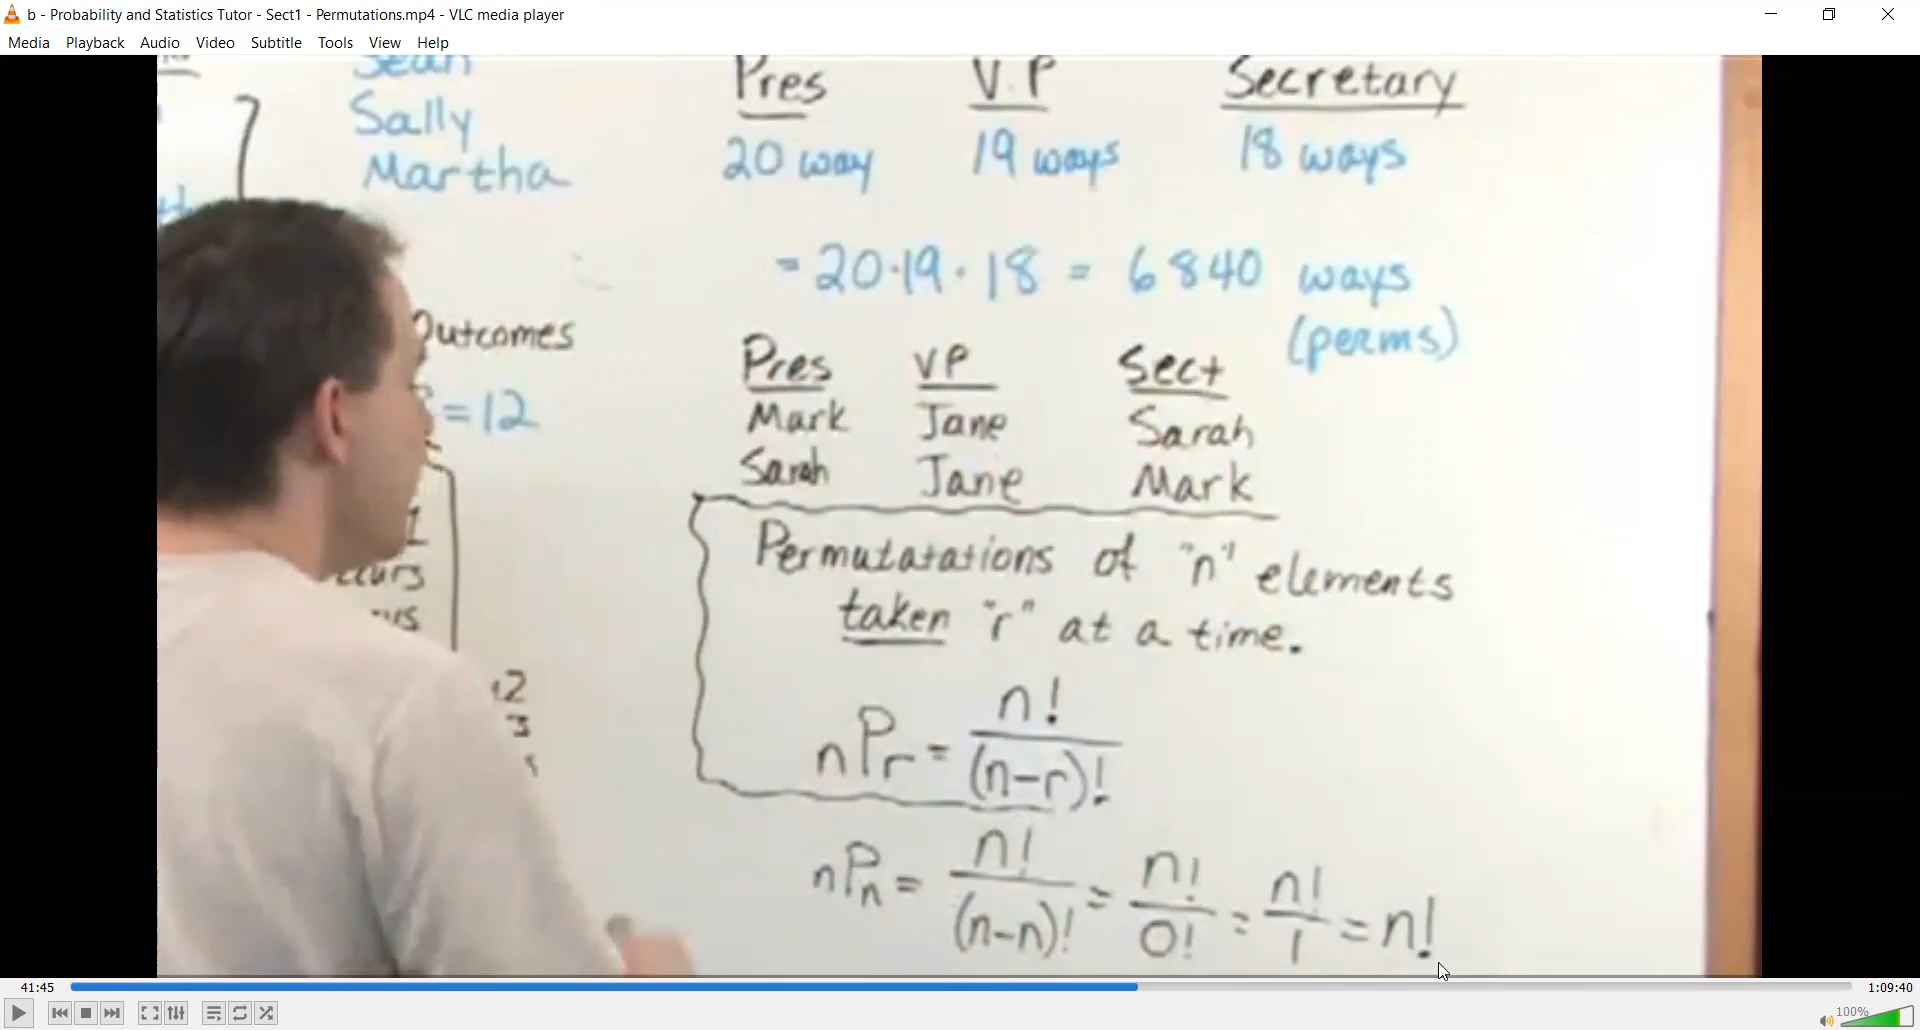 b - Probability and Statistics Tutor - Sect1 - Permutations.mp4 - VLC media player
Media Playback Audio Video Subtitle Tools View Help
Sean
Sally
Martha
Outcomes
= 12
Pres V.P Secretary
20 way 19 ways 18 ways
= 20·19·18 = 6840 ways
(perms)
Pres VP Sect
Mark Jane Sarah
Sarah Jane Mark
Permutatations of "n" elements
taken "r" at a time.
nPr = n!/(n-r)!
nPn = n!/(n-n)! = n!/0! = n!/1 = n!
41:45 1:09:40
100%